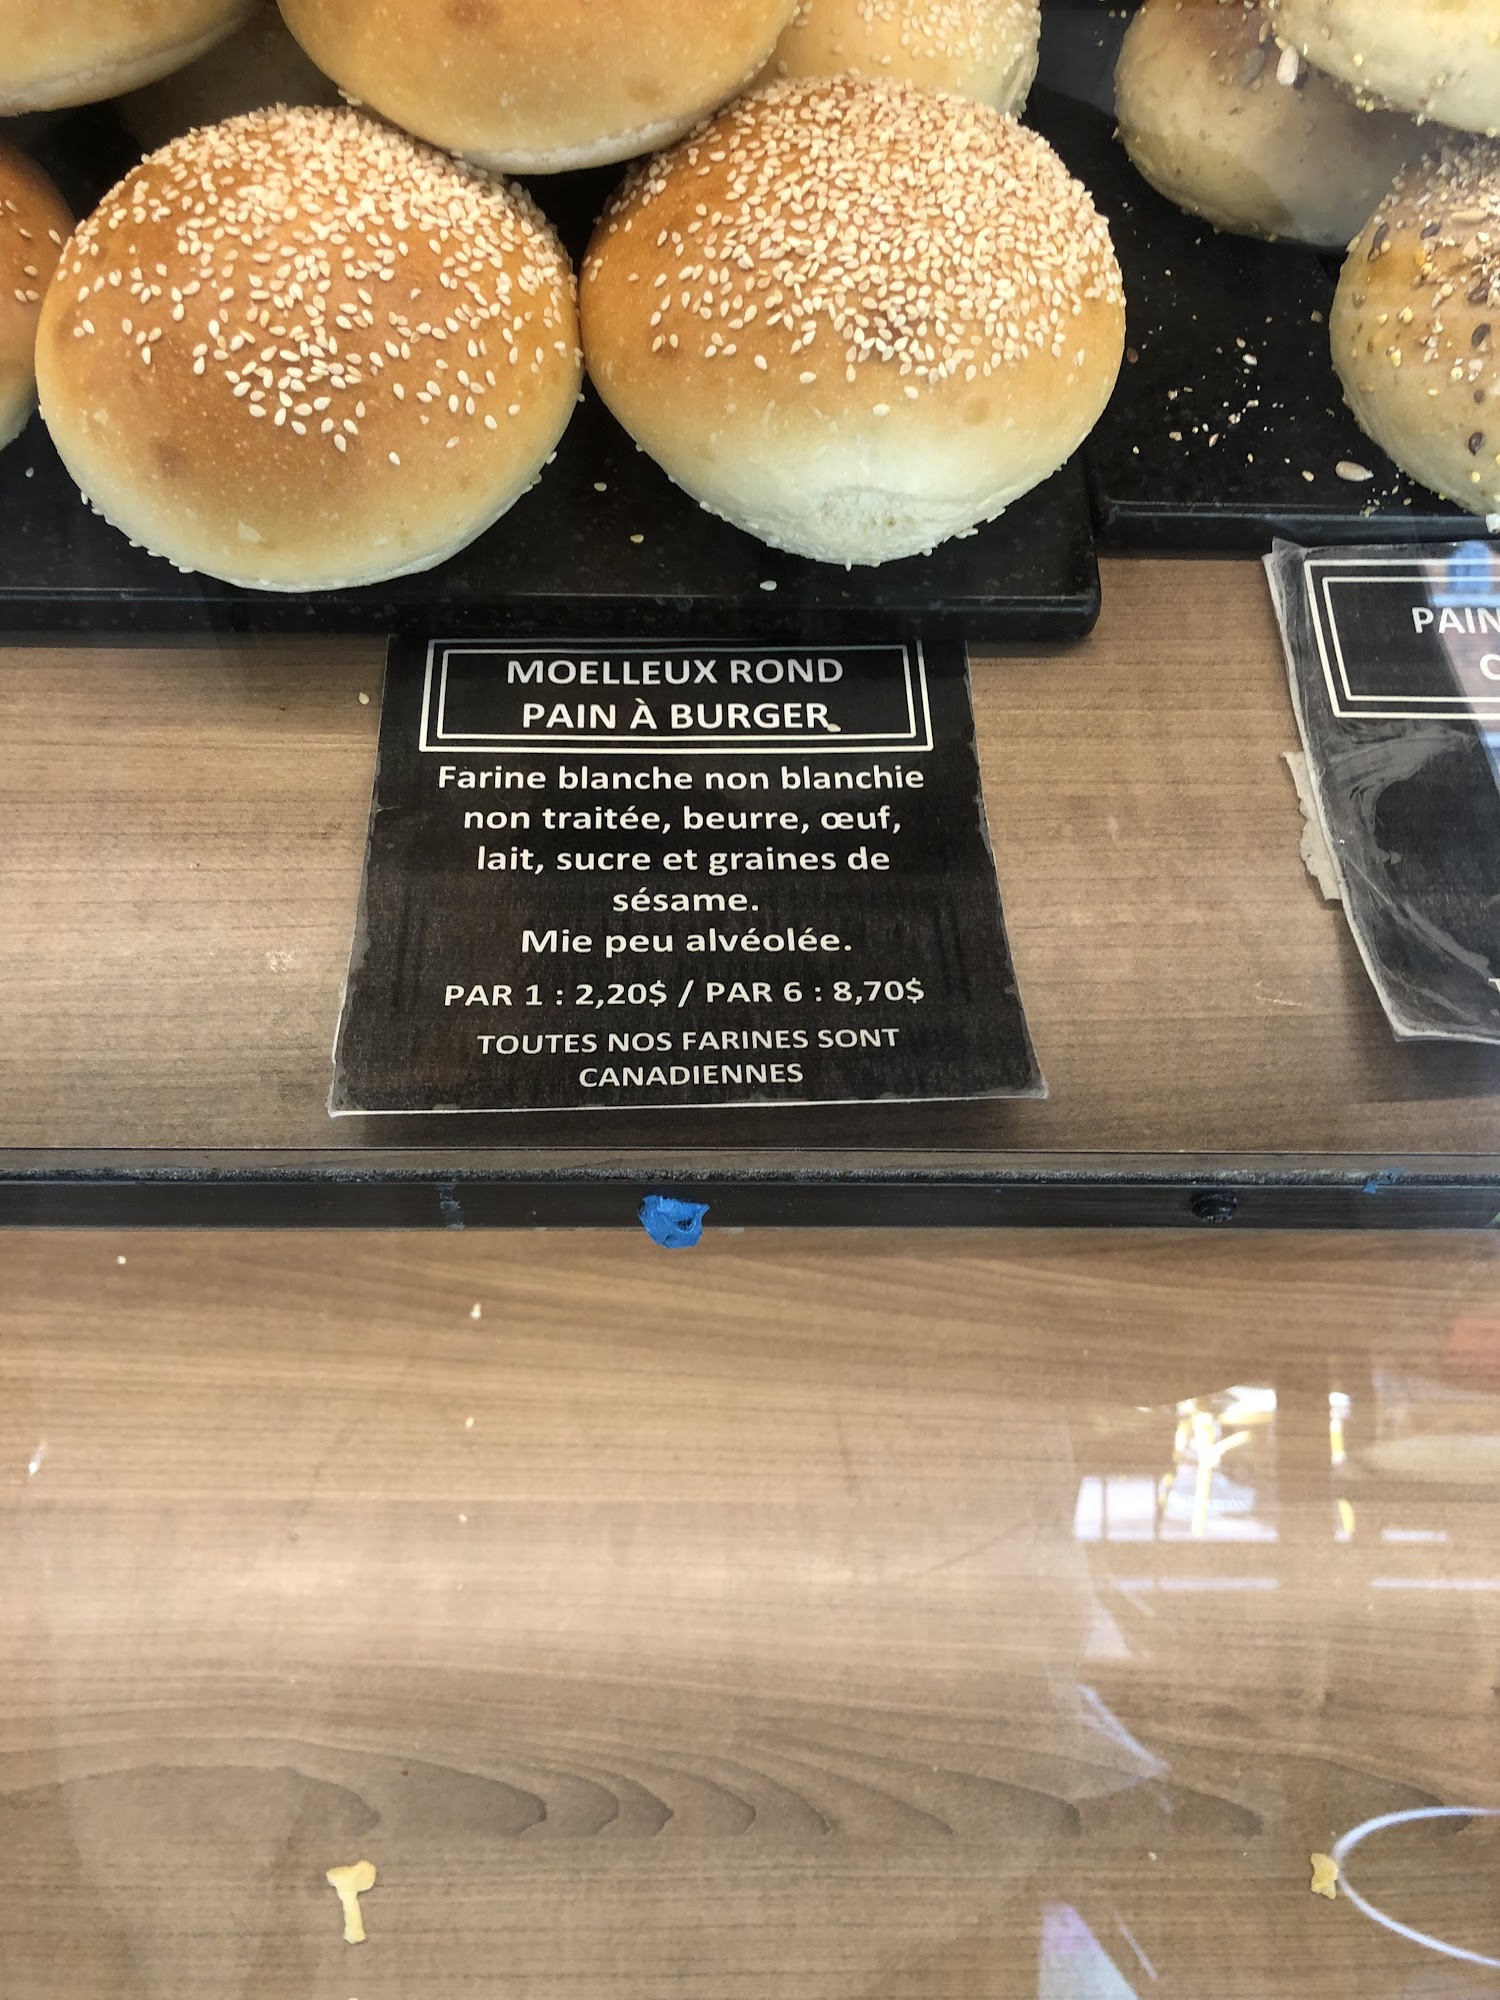 MOELLEUX ROND
PAIN À BURGER
Farine blanche non blanchie
non traitée, beurre, œuf,
lait, sucre et graines de
sésame.
Mie peu alvéolée.
PAR 1 : 2,20$ / PAR 6 : 8,70$
TOUTES NOS FARINES SONT
CANADIENNES
PAIN